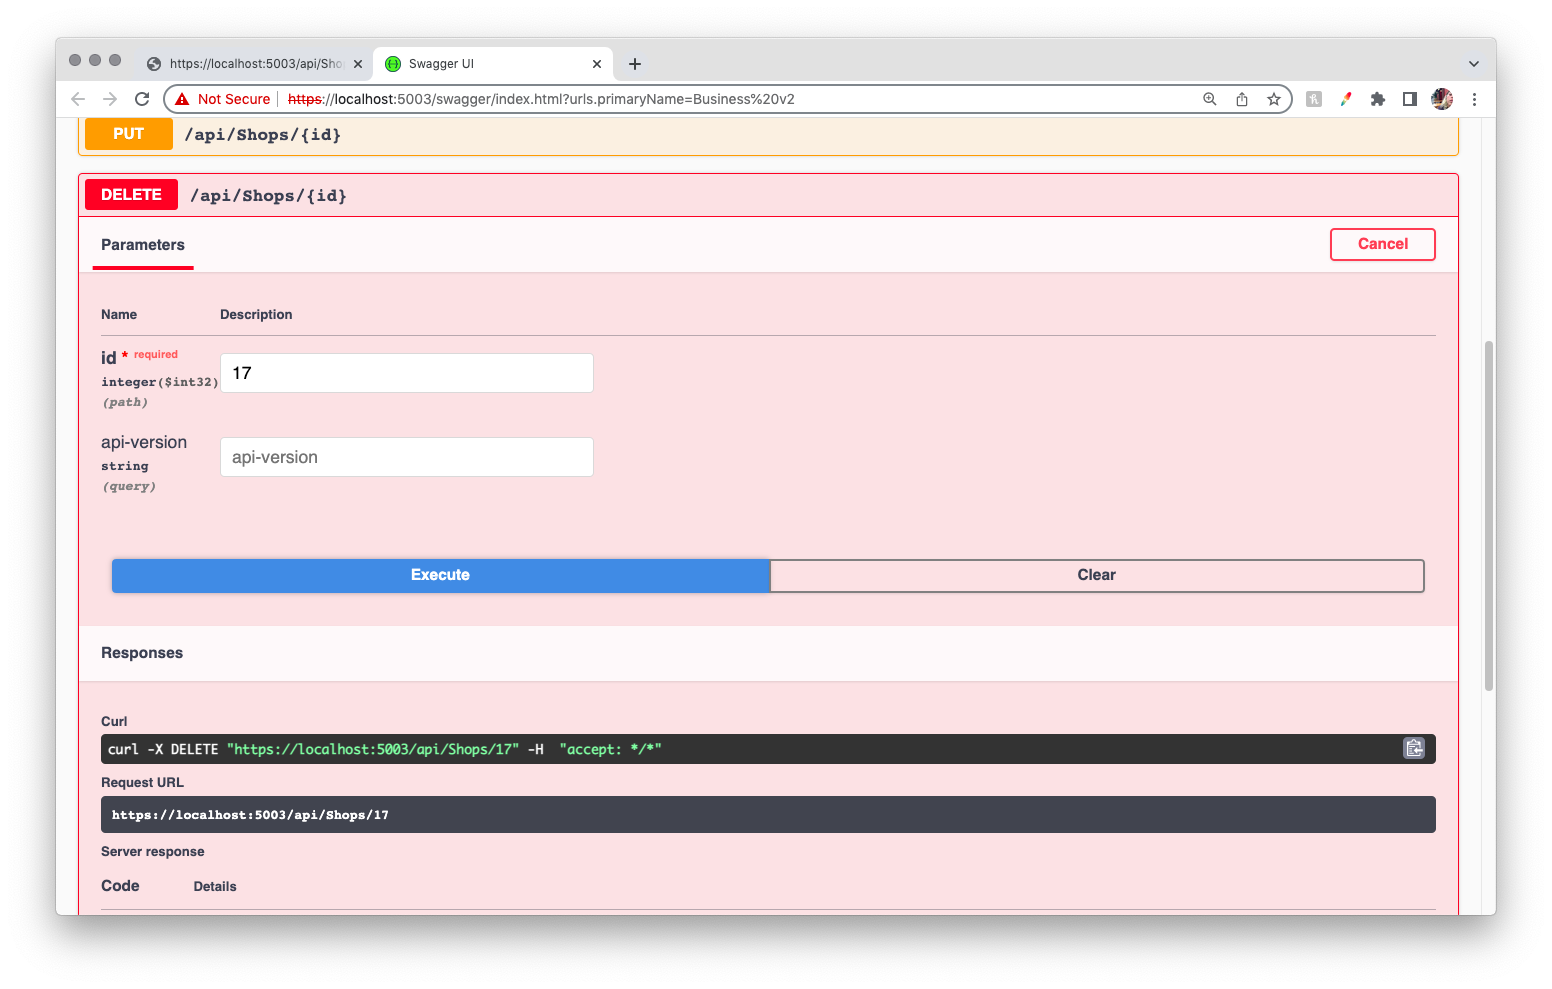 https://localhost:5003/api/Sho
Swagger UI
Not Secure
https://localhost:5003/swagger/index.html?urls.primaryName=Business%20v2
PUT /api/Shops/{id}
DELETE /api/Shops/{id}
Parameters
Cancel
Name Description
id * required
integer($int32)
(path)
17
api-version
string
(query)
api-version
Execute Clear
Responses
Curl
curl -X DELETE "https://localhost:5003/api/Shops/17" -H  "accept: */*"
Request URL
https://localhost:5003/api/Shops/17
Server response
Code Details